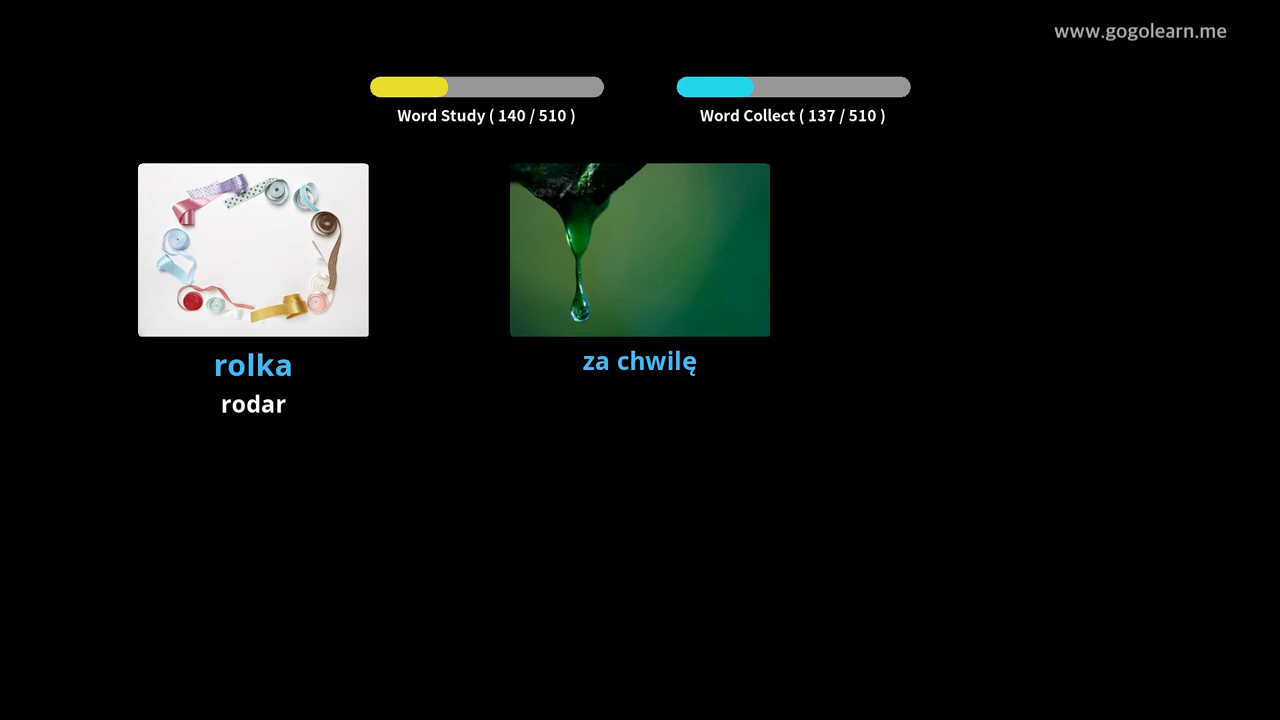 www.gogolearn.me
Word Study ( 140 / 510 )
Word Collect ( 137 / 510 )
rolka
rodar
za chwilę